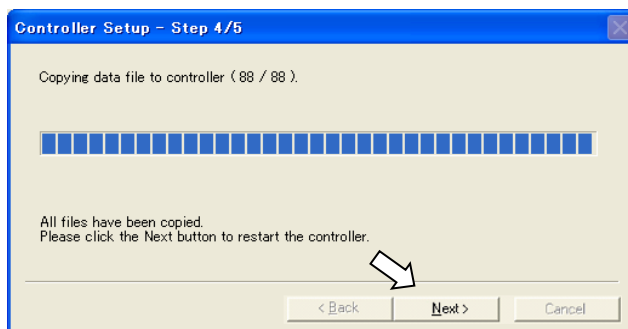 Controller Setup - Step 4/5
Copying data file to controller ( 88 / 88 ).
All files have been copied.
Please click the Next button to restart the controller.
< Back
Next >
Cancel